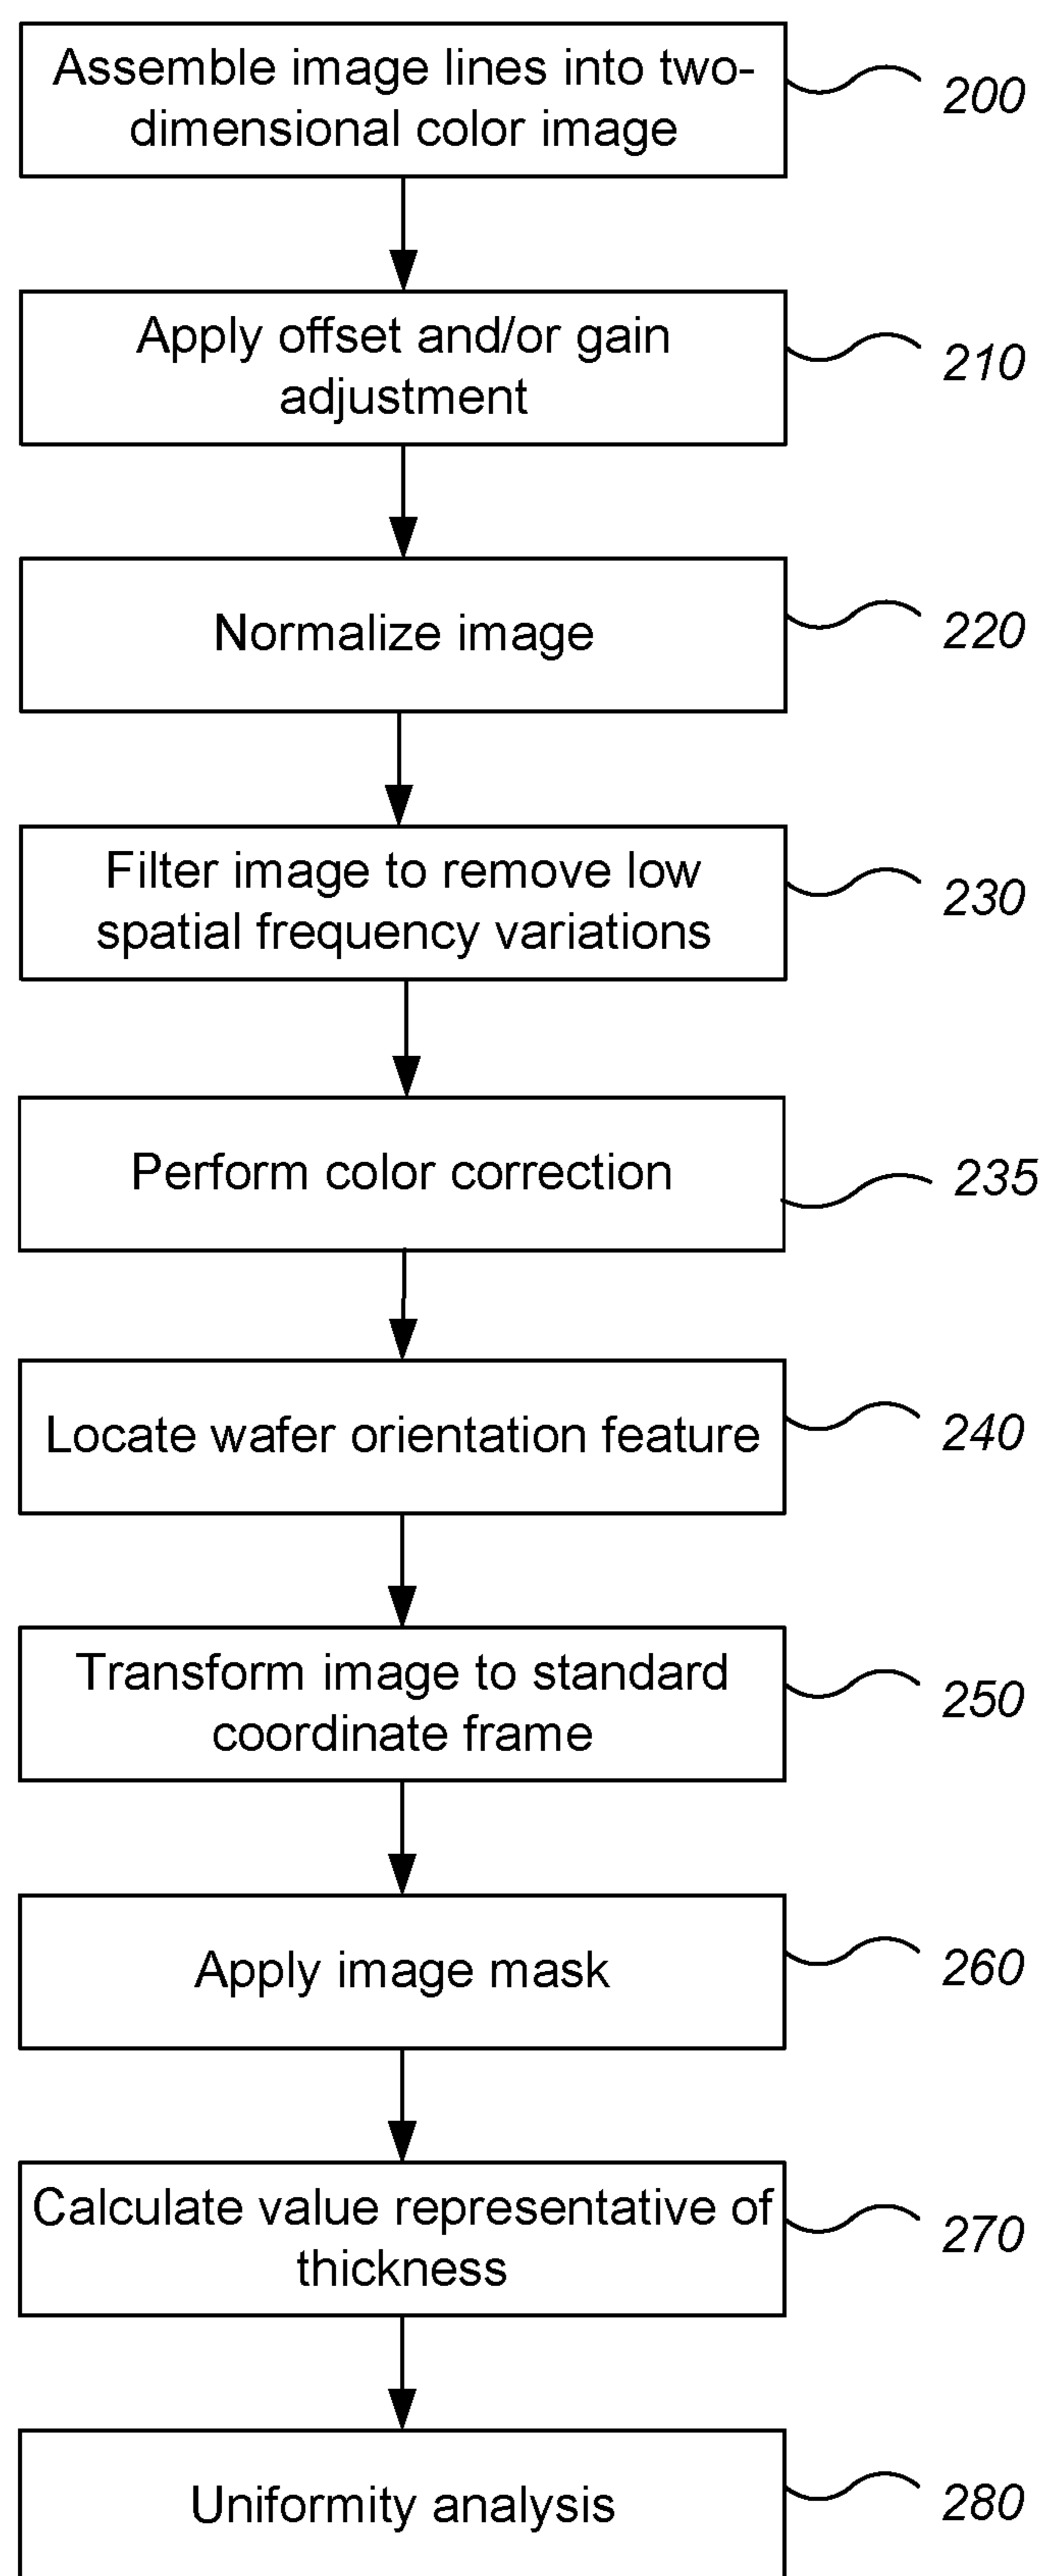 Assemble image lines into two-
dimensional color image
200
Apply offset and/or gain
adjustment
210
Normalize image
220
Filter image to remove low
spatial frequency variations
230
Perform color correction
235
Locate wafer orientation feature
240
Transform image to standard
coordinate frame
250
Apply image mask
260
Calculate value representative of
thickness
270
Uniformity analysis
280